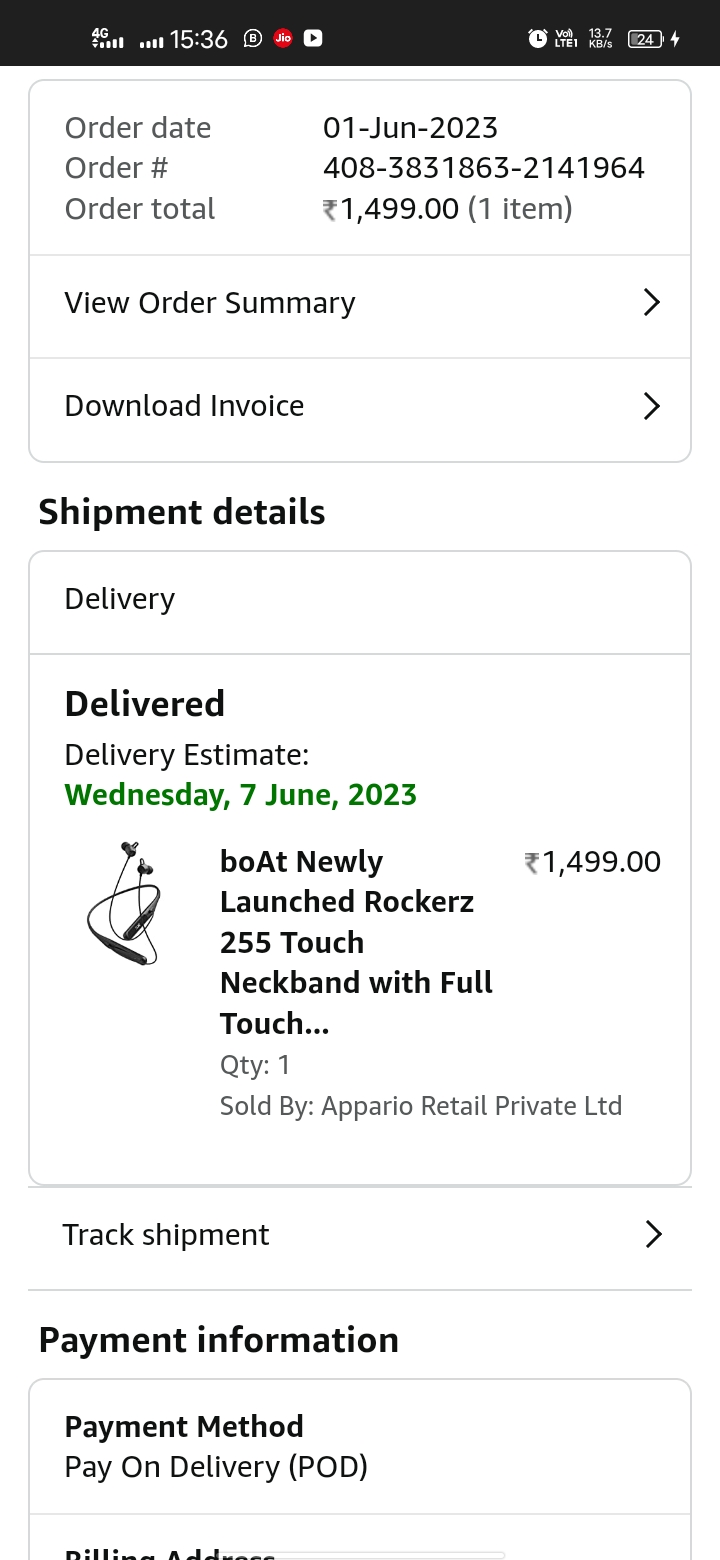 4G 15:36 B Jio Vo) LTE1 13.7 KB/s 24
Order date 01-Jun-2023
Order # 408-3831863-2141964
Order total ₹1,499.00 (1 item)
View Order Summary
Download Invoice
Shipment details
Delivery
Delivered
Delivery Estimate:
Wednesday, 7 June, 2023
boAt Newly ₹1,499.00
Launched Rockerz
255 Touch
Neckband with Full
Touch...
Qty: 1
Sold By: Appario Retail Private Ltd
Track shipment
Payment information
Payment Method
Pay On Delivery (POD)
Billing Address